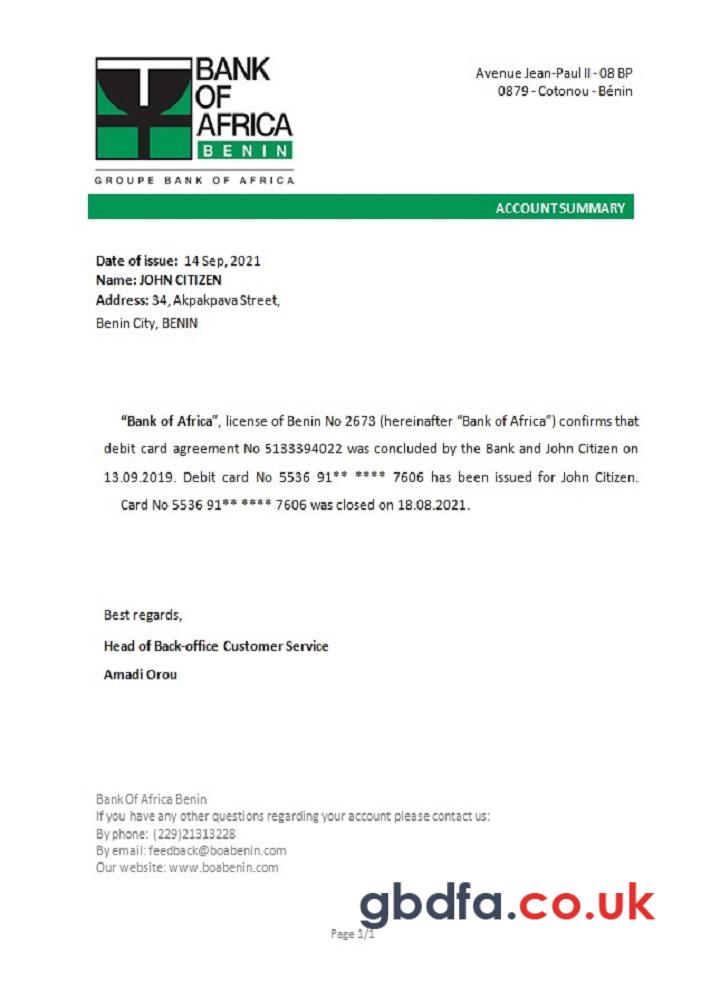 BANK
OF
AFRICA
BENIN
GROUPE BANK OF AFRICA
Avenue Jean-Paul II - 08 BP
0879 - Cotonou - Bénin
ACCOUNT SUMMARY
Date of issue: 14 Sep, 2021
Name: JOHN CITIZEN
Address: 34, Akpakpava Street,
Benin City, BENIN
“Bank of Africa”, license of Benin No 2673 (hereinafter “Bank of Africa”) confirms that
debit card agreement No 5133394022 was concluded by the Bank and John Citizen on
13.09.2019. Debit card No 5536 91** **** 7606 has been issued for John Citizen.
Card No 5536 91** **** 7606 was closed on 18.08.2021.
Best regards,
Head of Back-office Customer Service
Amadi Orou
Bank Of Africa Benin
If you have any other questions regarding your account please contact us:
By phone: (229)21313228
By email: feedback@boabenin.com
Our website: www.boabenin.com
gbdfa.co.uk
Page 1/1